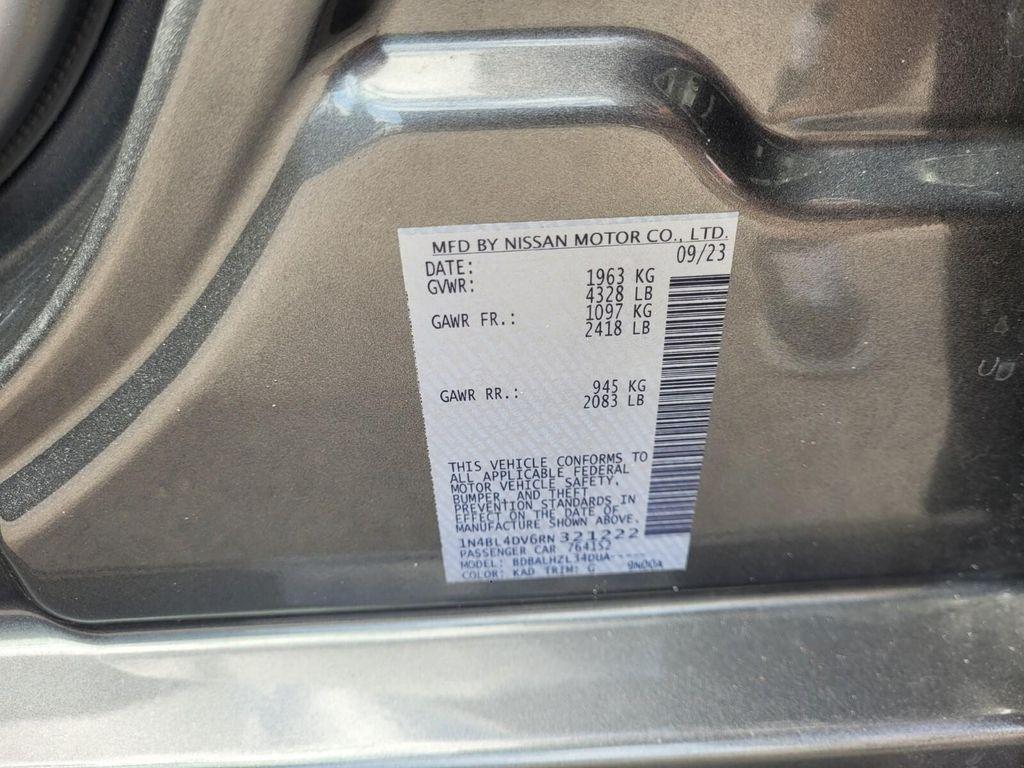 MFD BY NISSAN MOTOR CO., LTD.
DATE: 09/23
GVWR: 1963 KG
4328 LB
GAWR FR.: 1097 KG
2418 LB
GAWR RR.: 945 KG
2083 LB
THIS VEHICLE CONFORMS TO
ALL APPLICABLE FEDERAL
MOTOR VEHICLE SAFETY,
BUMPER, AND THEFT
PREVENTION STANDARDS IN
EFFECT ON THE DATE OF
MANUFACTURE SHOWN ABOVE.
1N4BL4DV6RN321222
PASSENGER CAR 764152
MODEL: BDBALHZL34DUA-----
COLOR: KAD TRIM: G 9N00A